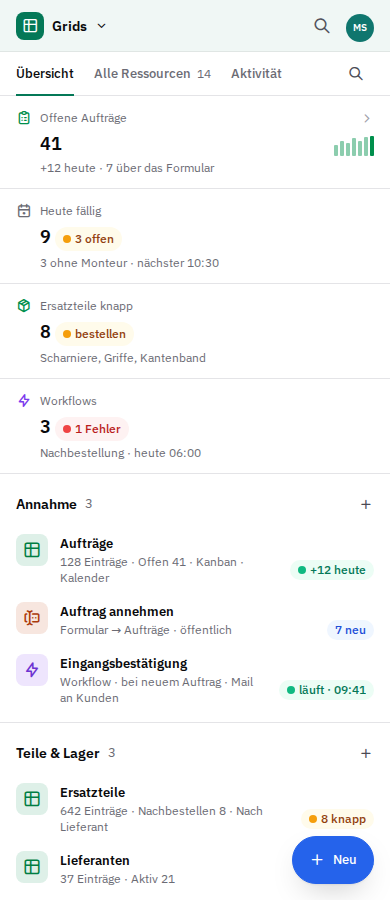 Grids
MS
Übersicht Alle Ressourcen 14 Aktivität
Offene Aufträge
41
+12 heute · 7 über das Formular
Heute fällig
9 3 offen
3 ohne Monteur · nächster 10:30
Ersatzteile knapp
8 bestellen
Scharniere, Griffe, Kantenband
Workflows
3 1 Fehler
Nachbestellung · heute 06:00
Annahme 3
Aufträge
128 Einträge · Offen 41 · Kanban ·
Kalender
+12 heute
Auftrag annehmen
Formular → Aufträge · öffentlich
7 neu
Eingangsbestätigung
Workflow · bei neuem Auftrag · Mail
an Kunden
läuft · 09:41
Teile & Lager 3
Ersatzteile
642 Einträge · Nachbestellen 8 · Nach
Lieferant
8 knapp
Lieferanten
37 Einträge · Aktiv 21
Neu